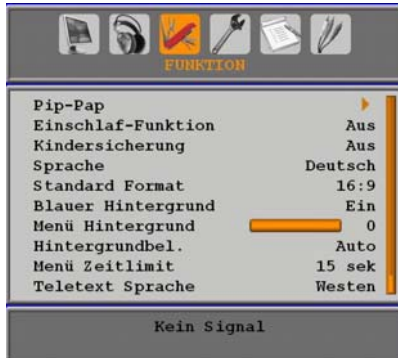 FUNKTION
Pip-Pap
Einschlaf-Funktion Aus
Kindersicherung Aus
Sprache Deutsch
Standard Format 16:9
Blauer Hintergrund Ein
Menü Hintergrund 0
Hintergrundbel. Auto
Menü Zeitlimit 15 sek
Teletext Sprache Westen
Kein Signal